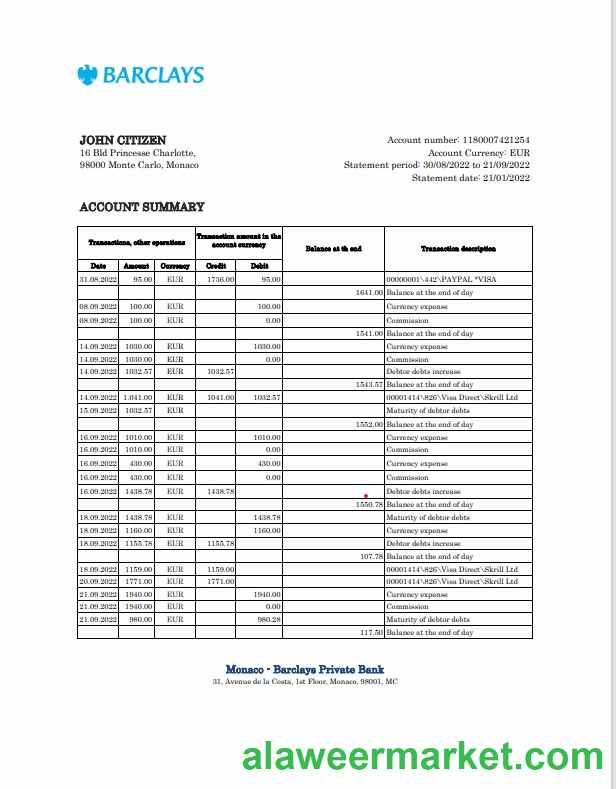 BARCLAYS
JOHN CITIZEN
16 Bld Princesse Charlotte,
98000 Monte Carlo, Monaco
Account number: 1180007421254
Account Currency: EUR
Statement period: 30/08/2022 to 21/09/2022
Statement date: 21/01/2022
ACCOUNT SUMMARY
Transactions, other operations Transaction amount in the account currency Balance at th end Transaction description
Date Amount Currency Credit Debit
31.08.2022 95.00 EUR 1736.00 95.00 00000001\442\PAYPAL *VISA
1641.00 Balance at the end of day
08.09.2022 100.00 EUR 100.00 Currency expense
08.09.2022 100.00 EUR 0.00 Commission
1541.00 Balance at the end of day
14.09.2022 1030.00 EUR 1030.00 Currency expense
14.09.2022 1030.00 EUR 0.00 Commission
14.09.2022 1032.57 EUR 1032.57 Debtor debts increase
1543.57 Balance at the end of day
14.09.2022 1.041.00 EUR 1041.00 1032.57 00001414\826\Visa Direct\Skrill Ltd
15.09.2022 1032.57 EUR Maturity of debtor debts
1552.00 Balance at the end of day
16.09.2022 1010.00 EUR 1010.00 Currency expense
16.09.2022 1010.00 EUR 0.00 Commission
16.09.2022 430.00 EUR 430.00 Currency expense
16.09.2022 430.00 EUR 0.00 Commission
16.09.2022 1438.78 EUR 1438.78 Debtor debts increase
1550.78 Balance at the end of day
18.09.2022 1438.78 EUR 1438.78 Maturity of debtor debts
18.09.2022 1160.00 EUR 1160.00 Currency expense
18.09.2022 1155.78 EUR 1155.78 Debtor debts increase
107.78 Balance at the end of day
18.09.2022 1159.00 EUR 1159.00 00001414\826\Visa Direct\Skrill Ltd
20.09.2022 1771.00 EUR 1771.00 00001414\826\Visa Direct\Skrill Ltd
21.09.2022 1940.00 EUR 1940.00 Currency expense
21.09.2022 1940.00 EUR 0.00 Commission
21.09.2022 980.00 EUR 980.28 Maturity of debtor debts
117.50 Balance at the end of day
Monaco - Barclays Private Bank
31, Avenue de la Costa, 1st Floor, Monaco, 98001, MC
alaweermarket.com